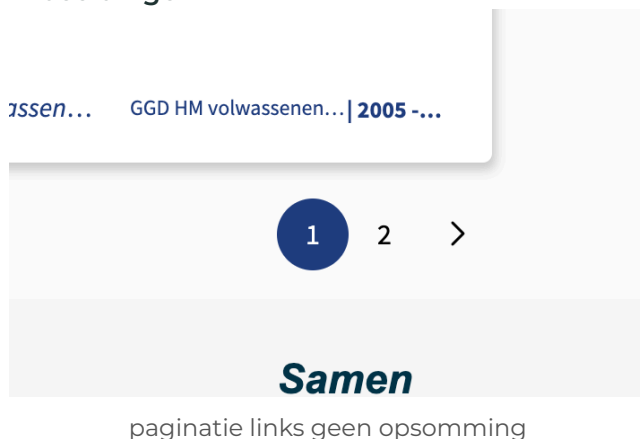 assen... GGD HM volwassenen...| 2005 -...
1 2 >
Samen
paginatie links geen opsomming